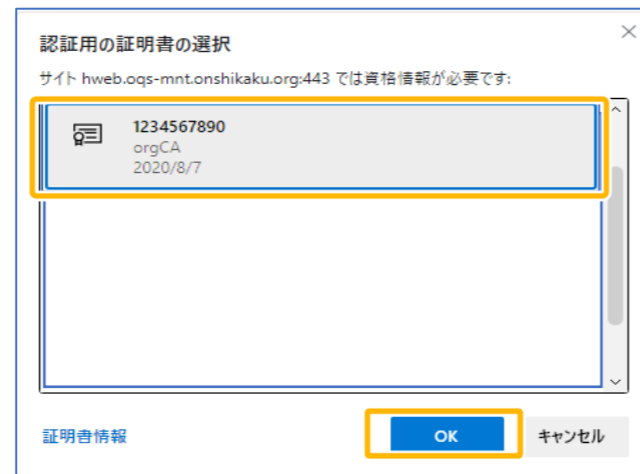 認証用の証明書の選択
サイト hweb.oqs-mnt.onshikaku.org:443 では資格情報が必要です:
1234567890
orgCA
2020/8/7
証明書情報
OK
キャンセル